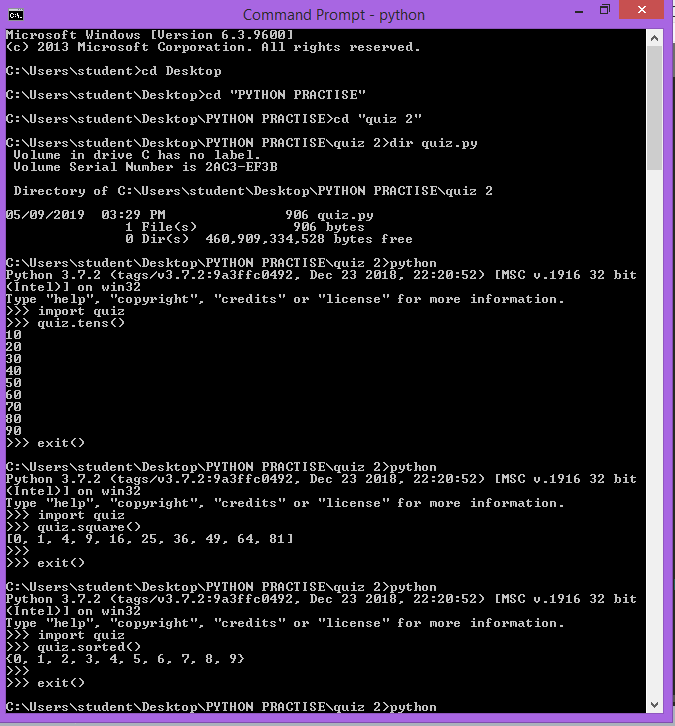 Command Prompt - python
Microsoft Windows [Version 6.3.9600]
(c) 2013 Microsoft Corporation. All rights reserved.
C:\Users\student>cd Desktop
C:\Users\student\Desktop>cd "PYTHON PRACTISE"
C:\Users\student\Desktop\PYTHON PRACTISE>cd "quiz 2"
C:\Users\student\Desktop\PYTHON PRACTISE\quiz 2>dir quiz.py
Volume in drive C has no label.
Volume Serial Number is 2AC3-EF3B
Directory of C:\Users\student\Desktop\PYTHON PRACTISE\quiz 2
05/09/2019  03:29 PM               906 quiz.py
1 File(s)            906 bytes
0 Dir(s)  460,909,334,528 bytes free
C:\Users\student\Desktop\PYTHON PRACTISE\quiz 2>python
Python 3.7.2 (tags/v3.7.2:9a3ffc0492, Dec 23 2018, 22:20:52) [MSC v.1916 32 bit
(Intel)] on win32
Type "help", "copyright", "credits" or "license" for more information.
>>> import quiz
>>> quiz.tens()
10
20
30
40
50
60
70
80
90
>>> exit()
C:\Users\student\Desktop\PYTHON PRACTISE\quiz 2>python
Python 3.7.2 (tags/v3.7.2:9a3ffc0492, Dec 23 2018, 22:20:52) [MSC v.1916 32 bit
(Intel)] on win32
Type "help", "copyright", "credits" or "license" for more information.
>>> import quiz
>>> quiz.square()
[0, 1, 4, 9, 16, 25, 36, 49, 64, 81]
>>>
>>> exit()
C:\Users\student\Desktop\PYTHON PRACTISE\quiz 2>python
Python 3.7.2 (tags/v3.7.2:9a3ffc0492, Dec 23 2018, 22:20:52) [MSC v.1916 32 bit
(Intel)] on win32
Type "help", "copyright", "credits" or "license" for more information.
>>> import quiz
>>> quiz.sorted()
{0, 1, 2, 3, 4, 5, 6, 7, 8, 9}
>>>
>>> exit()
C:\Users\student\Desktop\PYTHON PRACTISE\quiz 2>python